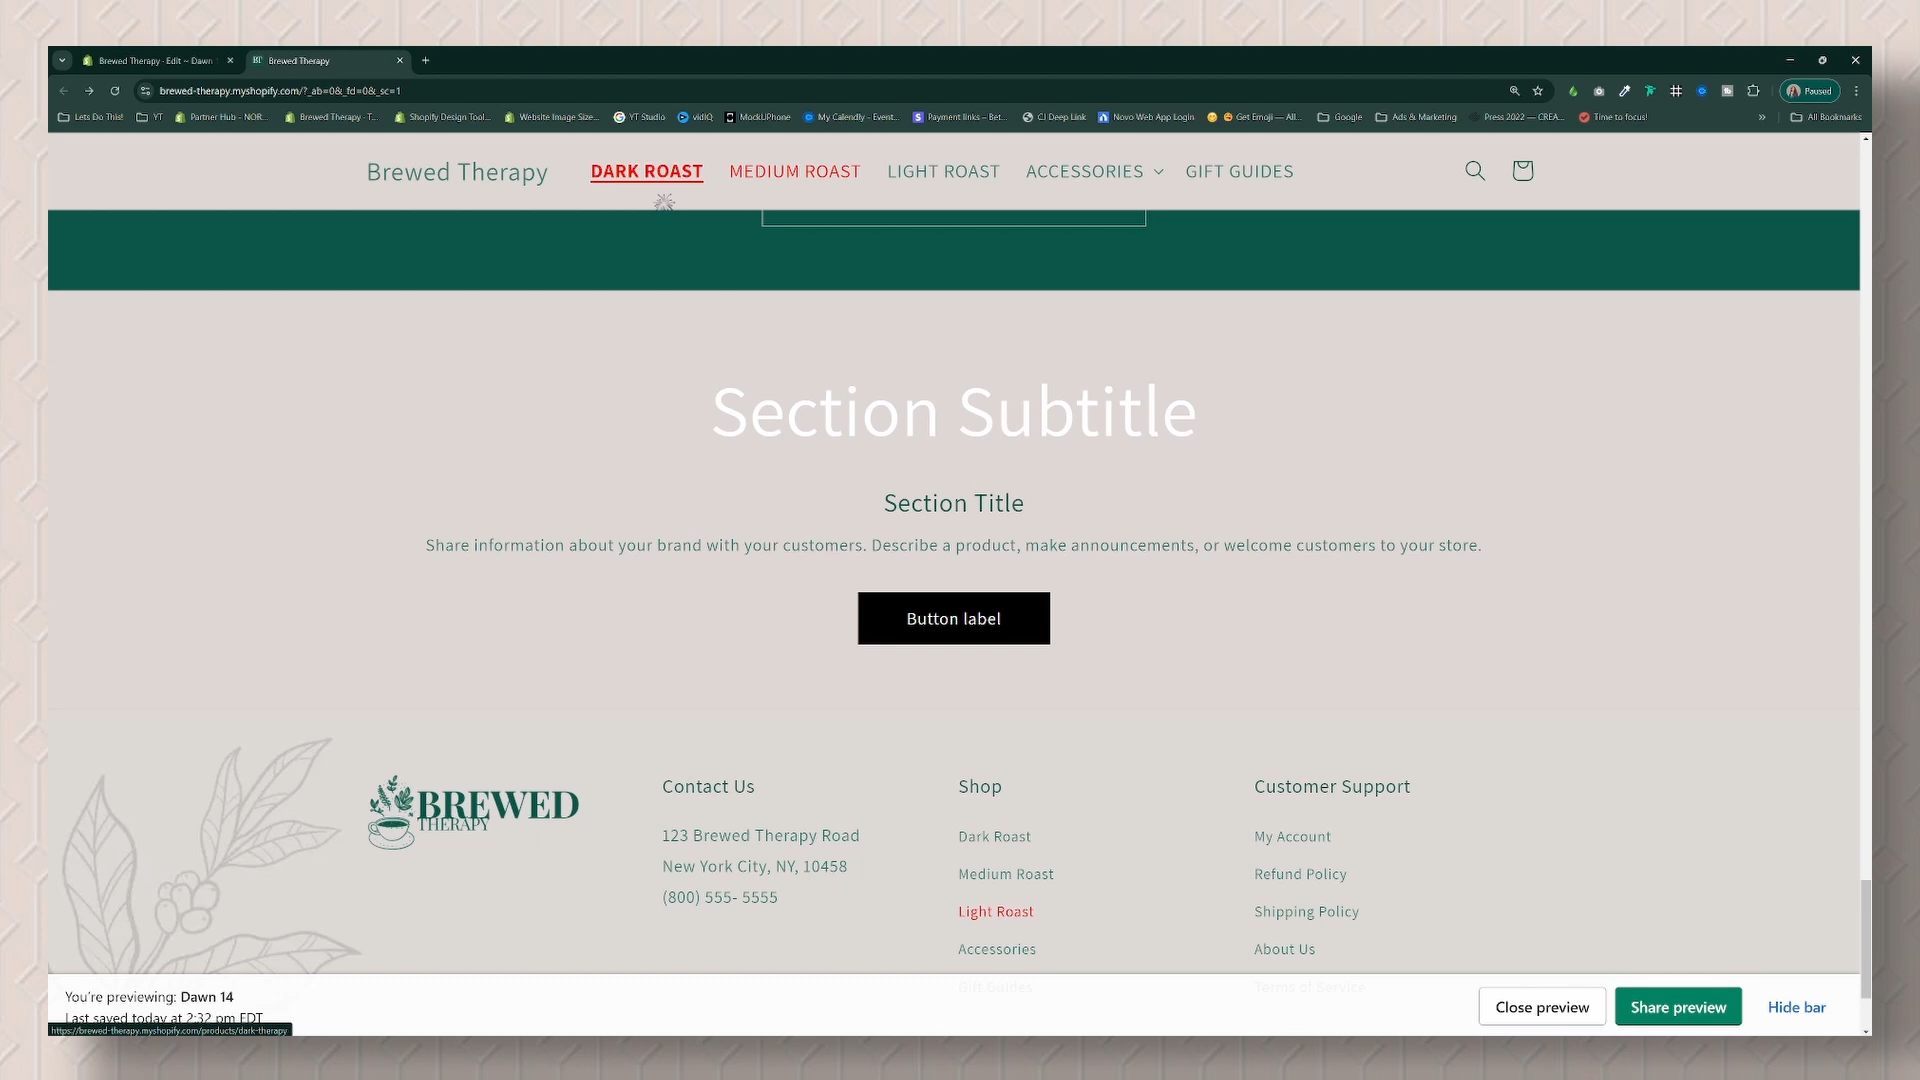 Brewed Therapy · Edit ~ Dawn
Brewed Therapy
brewed-therapy.myshopify.com/?_ab=0&_fd=0&_sc=1
Paused
Lets Do This!
YT
Partner Hub - NOR...
Brewed Therapy - T...
Shopify Design Tool...
Website Image Size...
YT Studio
vidIQ
MockUPhone
My Calendly - Event...
Payment links – Bet...
CJ Deep Link
Novo Web App Login
Get Emoji — All...
Google
Ads & Marketing
Press 2022 — CREA...
Time to focus!
All Bookmarks
Brewed Therapy
DARK ROAST
MEDIUM ROAST
LIGHT ROAST
ACCESSORIES
GIFT GUIDES
Section Subtitle
Section Title
Share information about your brand with your customers. Describe a product, make announcements, or welcome customers to your store.
Button label
BREWED
THERAPY
Contact Us
123 Brewed Therapy Road
New York City, NY, 10458
(800) 555- 5555
Shop
Dark Roast
Medium Roast
Light Roast
Accessories
Gift Guides
Customer Support
My Account
Refund Policy
Shipping Policy
About Us
Terms of Service
You're previewing: Dawn 14
Last saved today at 2:32 pm EDT
https://brewed-therapy.myshopify.com/products/dark-therapy
Close preview
Share preview
Hide bar